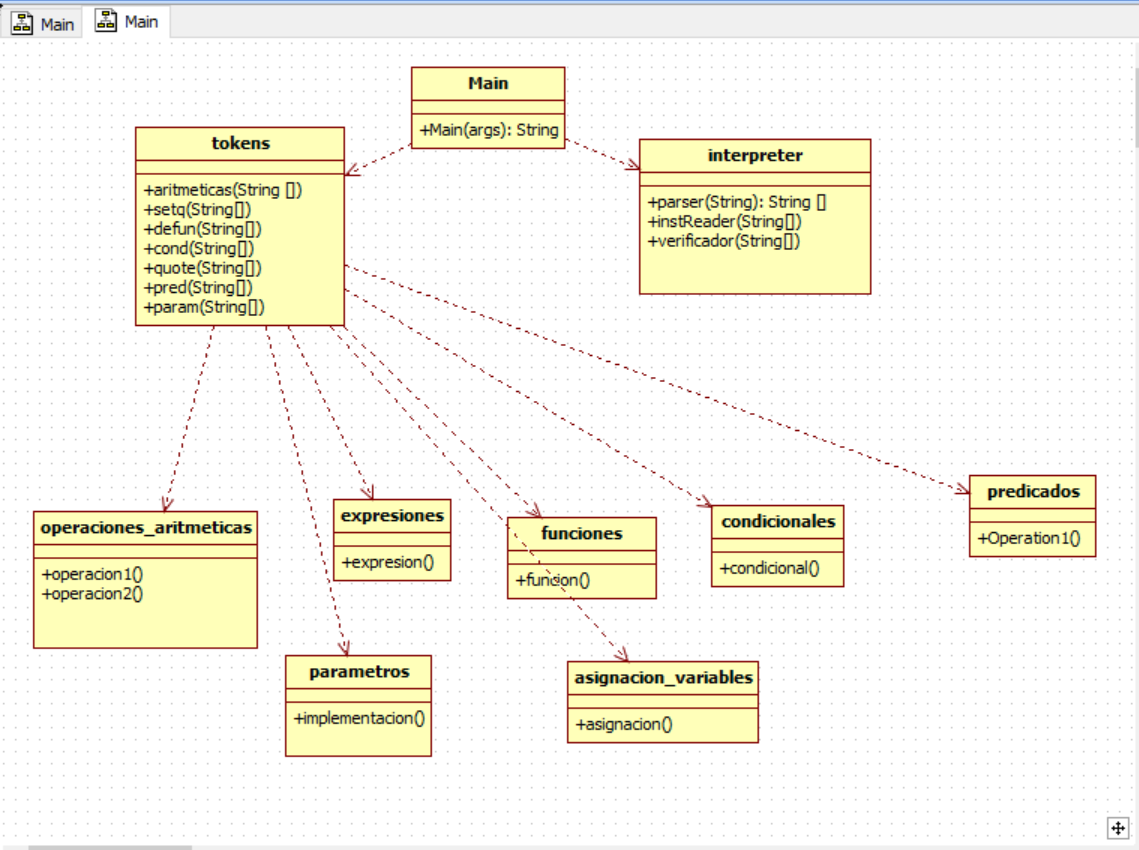 Main
Main
Main
+Main(args): String
tokens
+aritmeticas(String [])
+setq(String[])
+defun(String[])
+cond(String[])
+quote(String[])
+pred(String[])
+param(String[])
interpreter
+parser(String): String []
+instReader(String[])
+verificador(String[])
operaciones_aritmeticas
+operacion1()
+operacion2()
expresiones
+expresion()
funciones
+funcion()
condicionales
+condicional()
predicados
+Operation1()
parametros
+implementacion()
asignacion_variables
+asignacion()